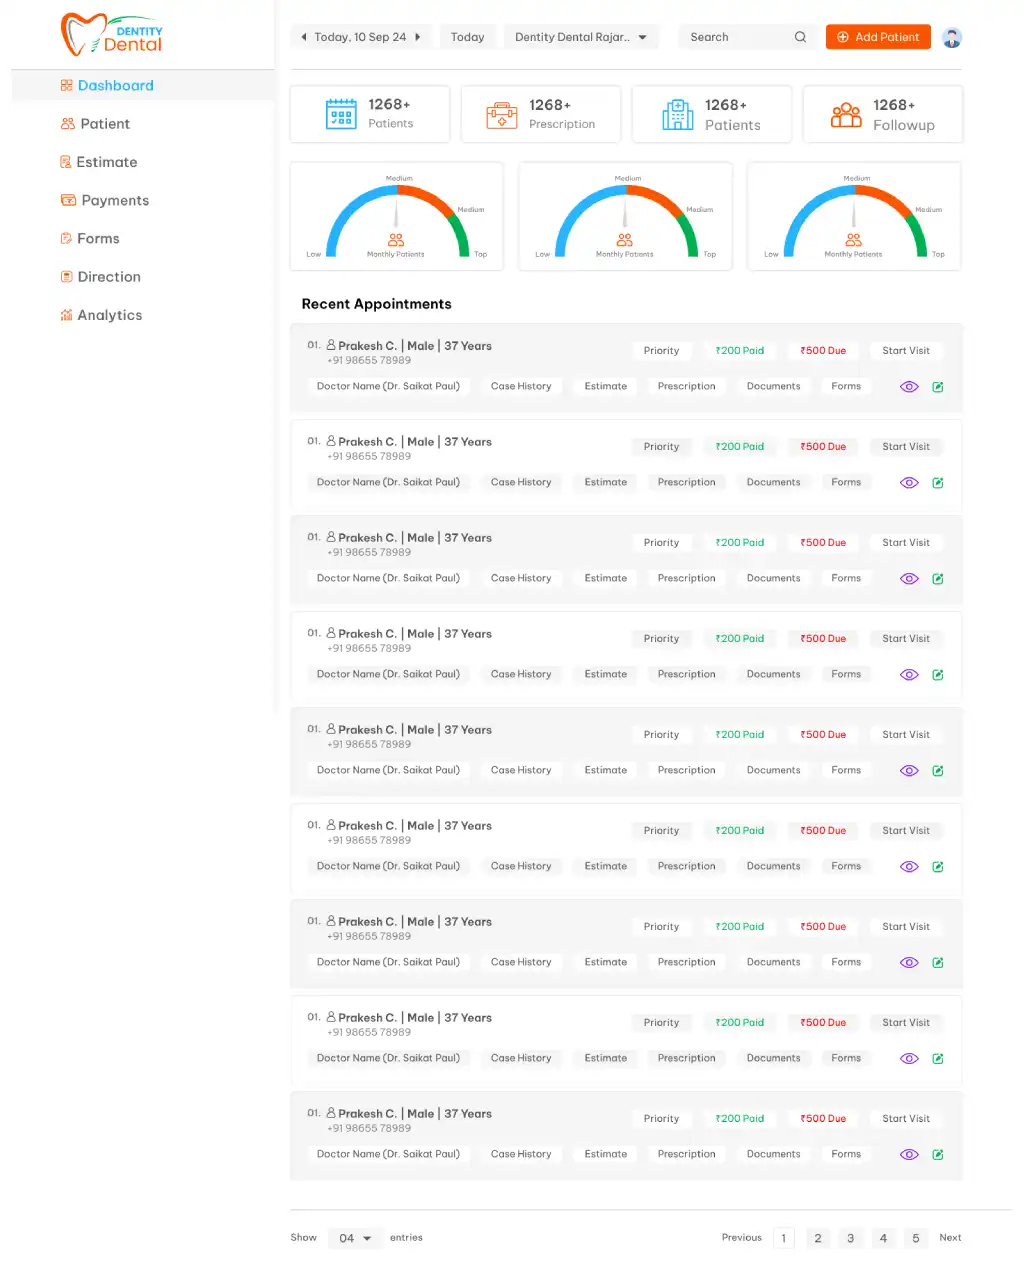 DENTITY
Dental
Today, 10 Sep 24
Today
Dentity Dental Rajar..
Search
Add Patient
Dashboard
Patient
Estimate
Payments
Forms
Direction
Analytics
1268+
Patients
1268+
Prescription
1268+
Patients
1268+
Followup
Medium
Medium
Low
Monthly Patients
Top
Medium
Medium
Low
Monthly Patients
Top
Medium
Medium
Low
Monthly Patients
Top
Recent Appointments
01. Prakesh C. | Male | 37 Years
+91 98655 78989
Priority ₹200 Paid ₹500 Due Start Visit
Doctor Name (Dr. Saikat Paul) Case History Estimate Prescription Documents Forms
01. Prakesh C. | Male | 37 Years
+91 98655 78989
Priority ₹200 Paid ₹500 Due Start Visit
Doctor Name (Dr. Saikat Paul) Case History Estimate Prescription Documents Forms
01. Prakesh C. | Male | 37 Years
+91 98655 78989
Priority ₹200 Paid ₹500 Due Start Visit
Doctor Name (Dr. Saikat Paul) Case History Estimate Prescription Documents Forms
01. Prakesh C. | Male | 37 Years
+91 98655 78989
Priority ₹200 Paid ₹500 Due Start Visit
Doctor Name (Dr. Saikat Paul) Case History Estimate Prescription Documents Forms
01. Prakesh C. | Male | 37 Years
+91 98655 78989
Priority ₹200 Paid ₹500 Due Start Visit
Doctor Name (Dr. Saikat Paul) Case History Estimate Prescription Documents Forms
01. Prakesh C. | Male | 37 Years
+91 98655 78989
Priority ₹200 Paid ₹500 Due Start Visit
Doctor Name (Dr. Saikat Paul) Case History Estimate Prescription Documents Forms
01. Prakesh C. | Male | 37 Years
+91 98655 78989
Priority ₹200 Paid ₹500 Due Start Visit
Doctor Name (Dr. Saikat Paul) Case History Estimate Prescription Documents Forms
01. Prakesh C. | Male | 37 Years
+91 98655 78989
Priority ₹200 Paid ₹500 Due Start Visit
Doctor Name (Dr. Saikat Paul) Case History Estimate Prescription Documents Forms
01. Prakesh C. | Male | 37 Years
+91 98655 78989
Priority ₹200 Paid ₹500 Due Start Visit
Doctor Name (Dr. Saikat Paul) Case History Estimate Prescription Documents Forms
Show 04 entries
Previous 1 2 3 4 5 Next